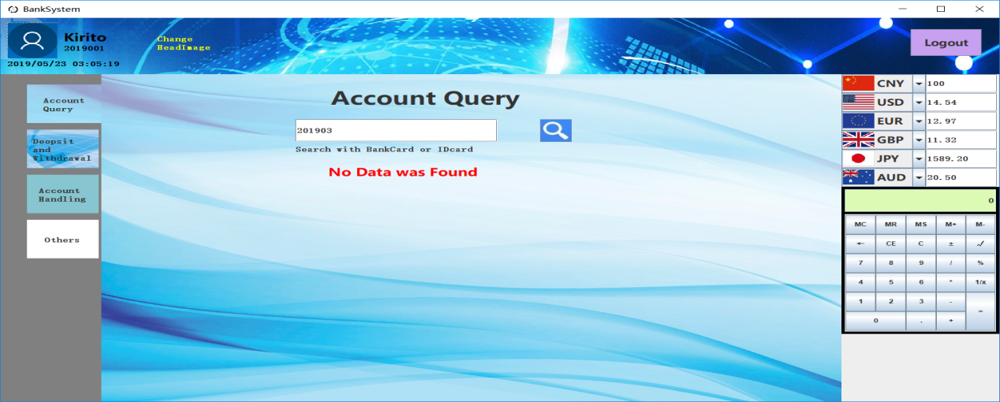 BankSystem
Kirito
2019001
2019/05/23 03:05:19
Change
HeadImage
Logout
Account
Query
Deopsit
and
Withdrawal
Account
Handling
Others
Account Query
201903
Search with BankCard or IDcard
No Data was Found
CNY 100
USD 14.54
EUR 12.97
GBP 11.32
JPY 1589.20
AUD 20.50
0
MC MR MS M+ M-
← CE C ± √
7 8 9 / %
4 5 6 * 1/x
1 2 3 -
0 . + =